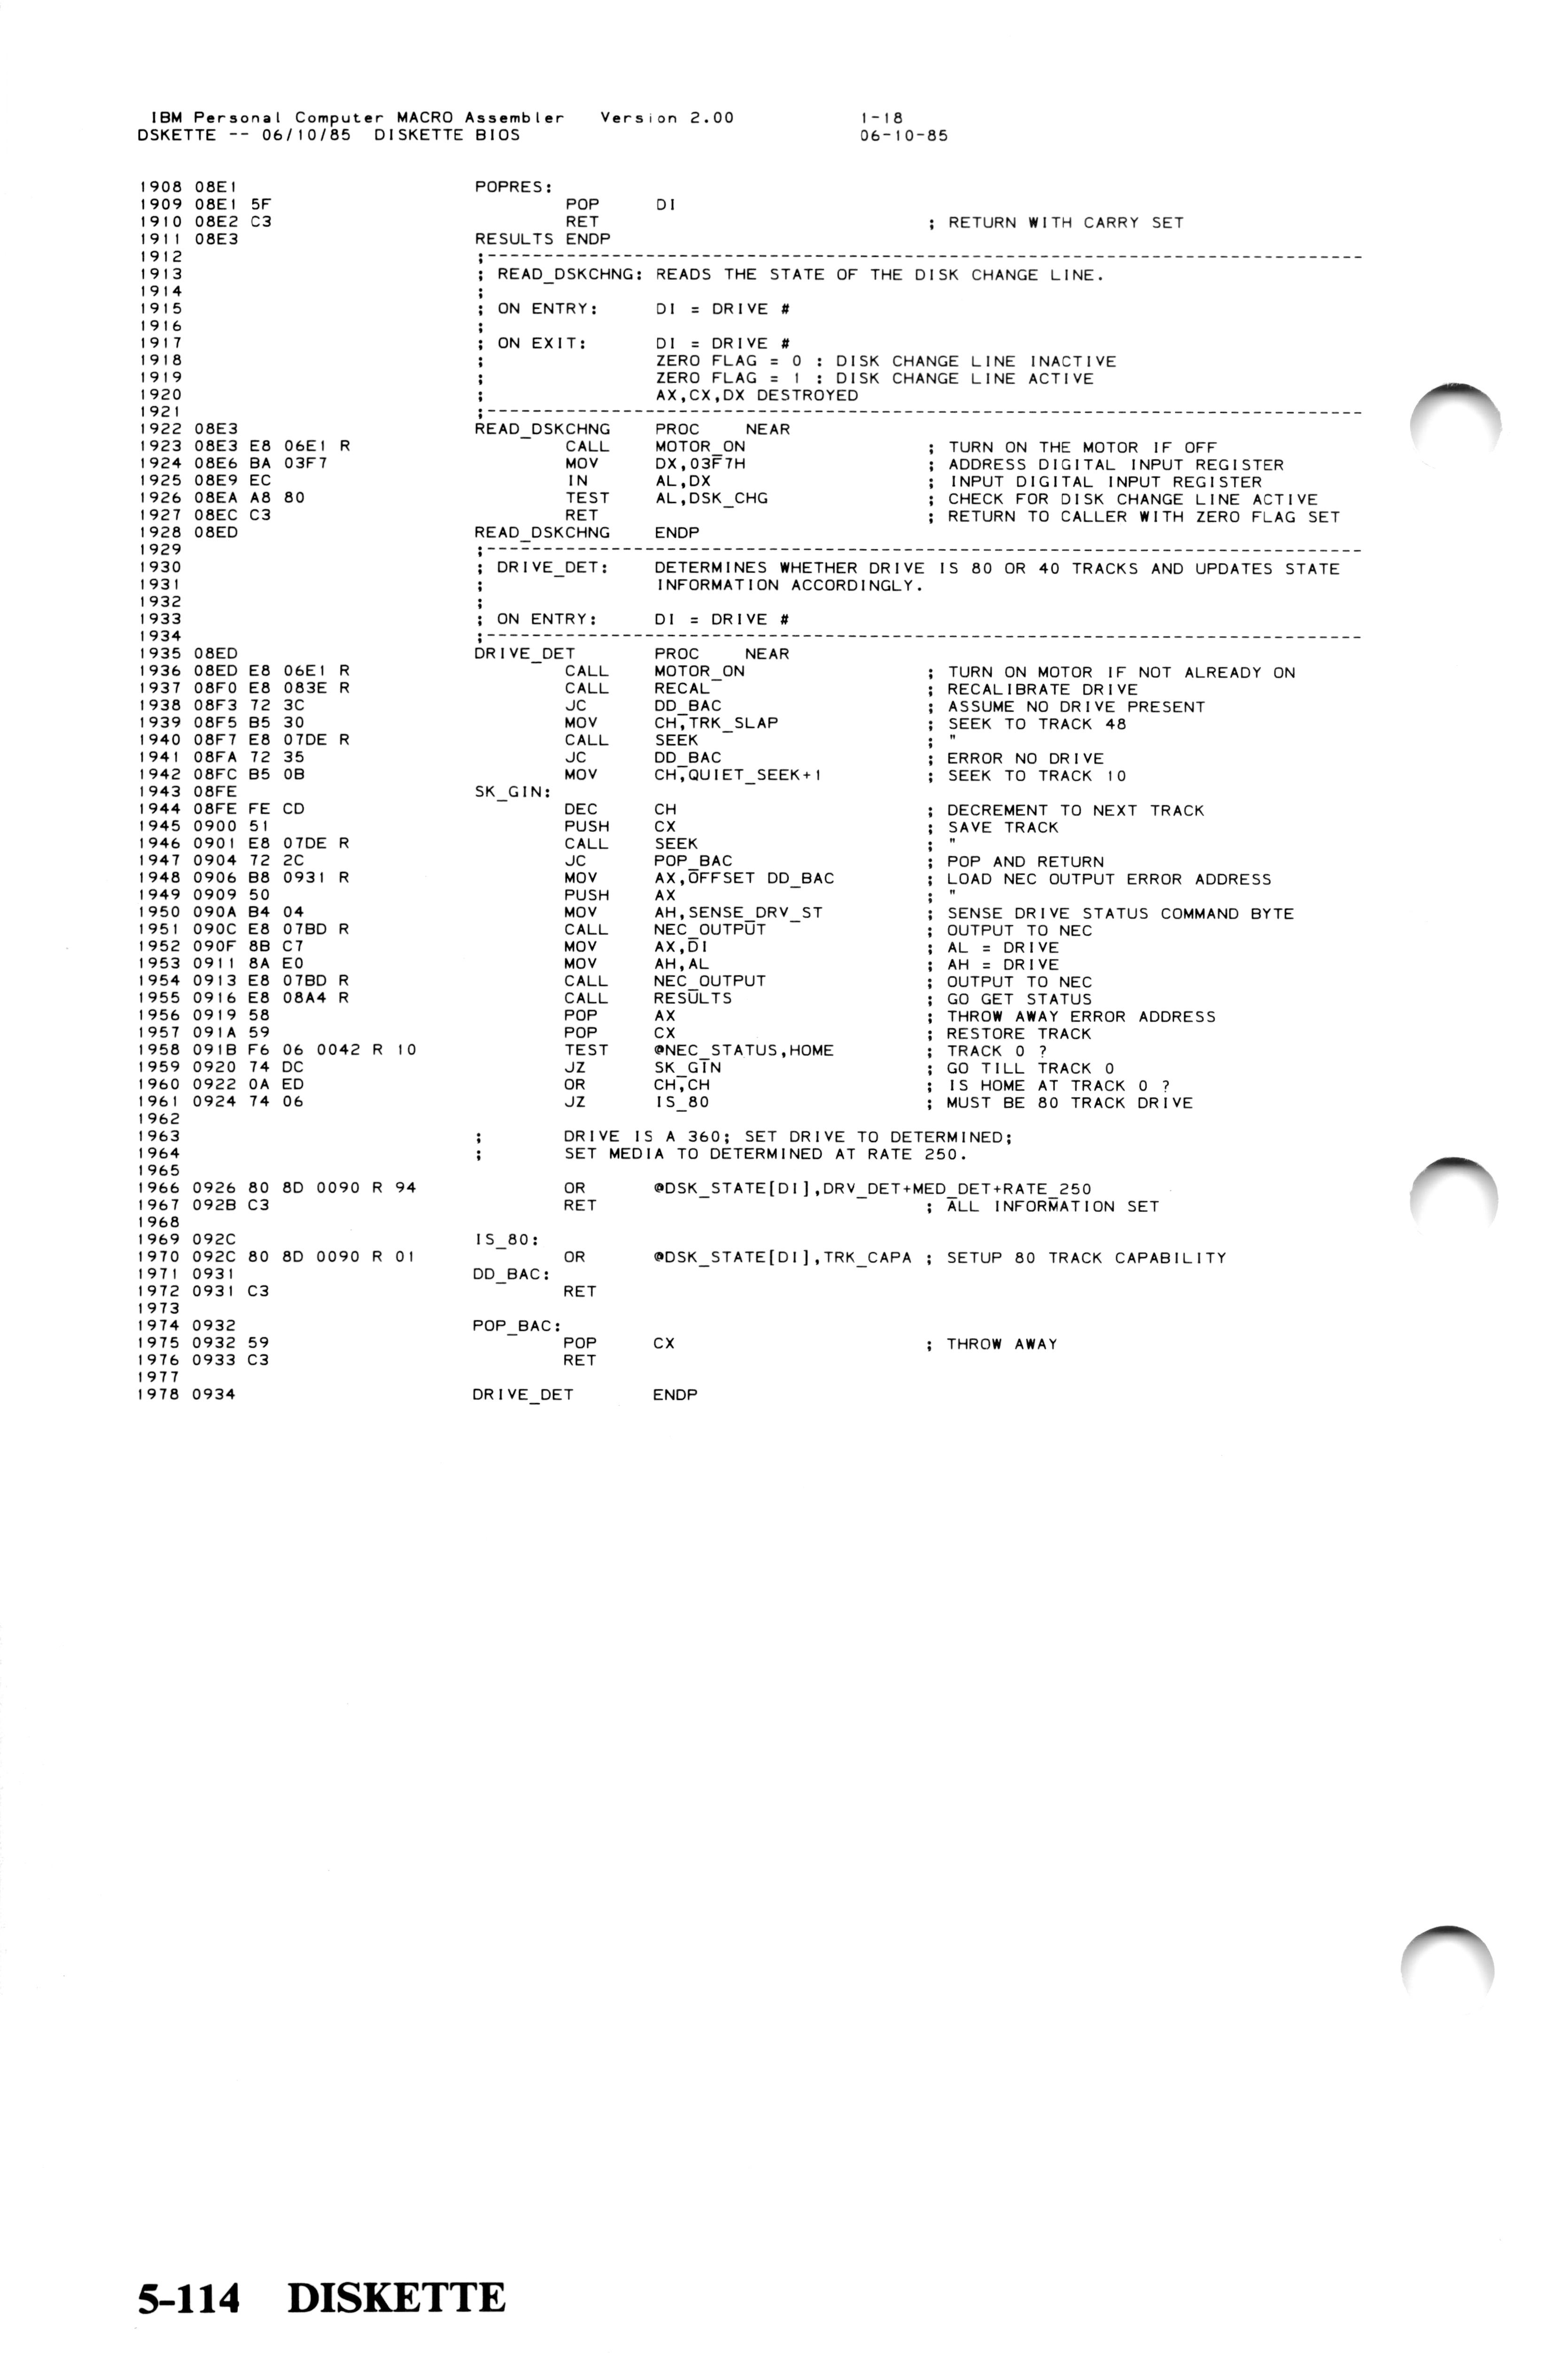 IBM Personal Computer MACRO Assembler   Version 2.00              1-18
DSKETTE -- 06/10/85  DISKETTE BIOS                                06-10-85
1908 08E1                     POPRES:
1909 08E1 5F                          POP     DI
1910 08E2 C3                          RET                             ; RETURN WITH CARRY SET
1911 08E3                     RESULTS ENDP
1912                          ;-----------------------------------------------------------------------------
1913                          ; READ_DSKCHNG: READS THE STATE OF THE DISK CHANGE LINE.
1914                          ;
1915                          ; ON ENTRY:     DI = DRIVE #
1916                          ;
1917                          ; ON EXIT:      DI = DRIVE #
1918                          ;               ZERO FLAG = 0 : DISK CHANGE LINE INACTIVE
1919                          ;               ZERO FLAG = 1 : DISK CHANGE LINE ACTIVE
1920                          ;               AX,CX,DX DESTROYED
1921                          ;-----------------------------------------------------------------------------
1922 08E3                     READ_DSKCHNG    PROC    NEAR
1923 08E3 E8 06E1 R                   CALL    MOTOR_ON                ; TURN ON THE MOTOR IF OFF
1924 08E6 BA 03F7                     MOV     DX,03F7H                ; ADDRESS DIGITAL INPUT REGISTER
1925 08E9 EC                          IN      AL,DX                   ; INPUT DIGITAL INPUT REGISTER
1926 08EA A8 80                       TEST    AL,DSK_CHG              ; CHECK FOR DISK CHANGE LINE ACTIVE
1927 08EC C3                          RET                             ; RETURN TO CALLER WITH ZERO FLAG SET
1928 08ED                     READ_DSKCHNG    ENDP
1929                          ;-----------------------------------------------------------------------------
1930                          ; DRIVE_DET:    DETERMINES WHETHER DRIVE IS 80 OR 40 TRACKS AND UPDATES STATE
1931                          ;               INFORMATION ACCORDINGLY.
1932                          ;
1933                          ; ON ENTRY:     DI = DRIVE #
1934                          ;-----------------------------------------------------------------------------
1935 08ED                     DRIVE_DET       PROC    NEAR
1936 08ED E8 06E1 R                   CALL    MOTOR_ON                ; TURN ON MOTOR IF NOT ALREADY ON
1937 08F0 E8 083E R                   CALL    RECAL                   ; RECALIBRATE DRIVE
1938 08F3 72 3C                       JC      DD_BAC                  ; ASSUME NO DRIVE PRESENT
1939 08F5 B5 30                       MOV     CH,TRK_SLAP             ; SEEK TO TRACK 48
1940 08F7 E8 07DE R                   CALL    SEEK                    ; "
1941 08FA 72 35                       JC      DD_BAC                  ; ERROR NO DRIVE
1942 08FC B5 0B                       MOV     CH,QUIET_SEEK+1         ; SEEK TO TRACK 10
1943 08FE                     SK_GIN:
1944 08FE FE CD                       DEC     CH                      ; DECREMENT TO NEXT TRACK
1945 0900 51                          PUSH    CX                      ; SAVE TRACK
1946 0901 E8 07DE R                   CALL    SEEK                    ; "
1947 0904 72 2C                       JC      POP_BAC                 ; POP AND RETURN
1948 0906 B8 0931 R                   MOV     AX,OFFSET DD_BAC        ; LOAD NEC OUTPUT ERROR ADDRESS
1949 0909 50                          PUSH    AX                      ; "
1950 090A B4 04                       MOV     AH,SENSE_DRV_ST         ; SENSE DRIVE STATUS COMMAND BYTE
1951 090C E8 07BD R                   CALL    NEC_OUTPUT              ; OUTPUT TO NEC
1952 090F 8B C7                       MOV     AX,DI                   ; AL = DRIVE
1953 0911 8A E0                       MOV     AH,AL                   ; AH = DRIVE
1954 0913 E8 07BD R                   CALL    NEC_OUTPUT              ; OUTPUT TO NEC
1955 0916 E8 08A4 R                   CALL    RESULTS                 ; GO GET STATUS
1956 0919 58                          POP     AX                      ; THROW AWAY ERROR ADDRESS
1957 091A 59                          POP     CX                      ; RESTORE TRACK
1958 091B F6 06 0042 R 10             TEST    @NEC_STATUS,HOME        ; TRACK 0 ?
1959 0920 74 DC                       JZ      SK_GIN                  ; GO TILL TRACK 0
1960 0922 0A ED                       OR      CH,CH                   ; IS HOME AT TRACK 0 ?
1961 0924 74 06                       JZ      IS_80                   ; MUST BE 80 TRACK DRIVE
1962
1963                          ;       DRIVE IS A 360; SET DRIVE TO DETERMINED;
1964                          ;       SET MEDIA TO DETERMINED AT RATE 250.
1965
1966 0926 80 8D 0090 R 94             OR      @DSK_STATE[DI],DRV_DET+MED_DET+RATE_250
1967 092B C3                          RET                             ; ALL INFORMATION SET
1968
1969 092C                     IS_80:
1970 092C 80 8D 0090 R 01             OR      @DSK_STATE[DI],TRK_CAPA ; SETUP 80 TRACK CAPABILITY
1971 0931                     DD_BAC:
1972 0931 C3                          RET
1973
1974 0932                     POP_BAC:
1975 0932 59                          POP     CX                      ; THROW AWAY
1976 0933 C3                          RET
1977
1978 0934                     DRIVE_DET       ENDP
5-114   DISKETTE